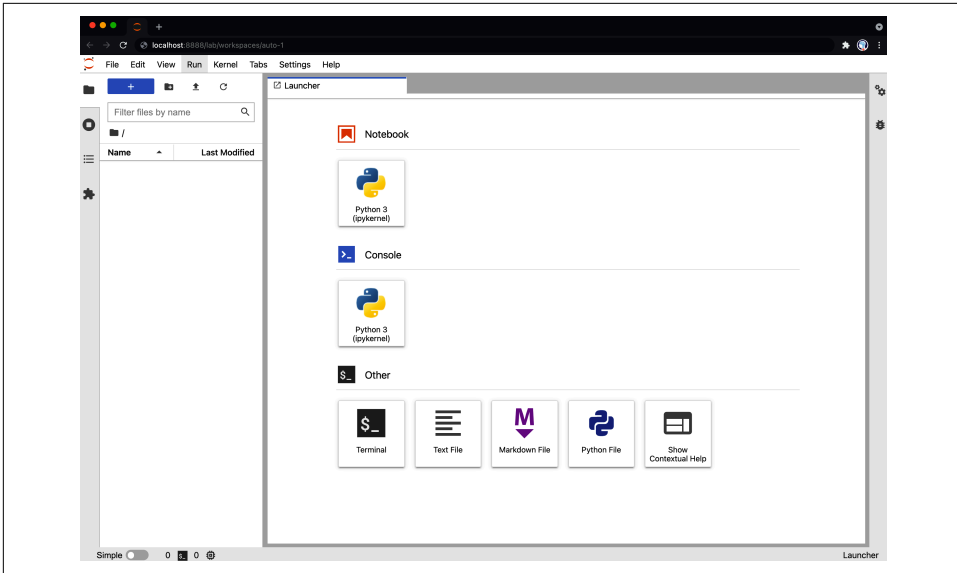 localhost:8888/lab/workspaces/auto-1
File Edit View Run Kernel Tabs Settings Help
Launcher
Filter files by name
/
Name Last Modified
Notebook
Python 3
(ipykernel)
Console
Python 3
(ipykernel)
$_ Other
$_
Terminal
Text File
M
Markdown File
Python File
Show
Contextual Help
Simple 0 0
Launcher